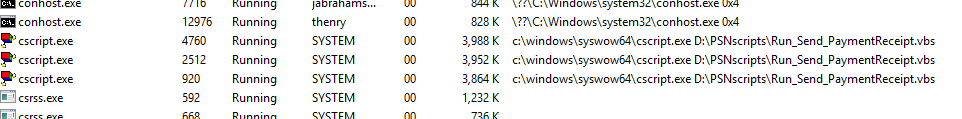 conhost.exe 7716 Running jabrahams... 00 844 K \??\C:\Windows\system32\conhost.exe 0x4
conhost.exe 12976 Running thenry 00 828 K \??\C:\Windows\system32\conhost.exe 0x4
cscript.exe 4760 Running SYSTEM 00 3,988 K c:\windows\syswow64\cscript.exe D:\PSNscripts\Run_Send_PaymentReceipt.vbs
cscript.exe 2512 Running SYSTEM 00 3,952 K c:\windows\syswow64\cscript.exe D:\PSNscripts\Run_Send_PaymentReceipt.vbs
cscript.exe 920 Running SYSTEM 00 3,864 K c:\windows\syswow64\cscript.exe D:\PSNscripts\Run_Send_PaymentReceipt.vbs
csrss.exe 592 Running SYSTEM 00 1,232 K
csrss.exe 668 Running SYSTEM 00 736 K